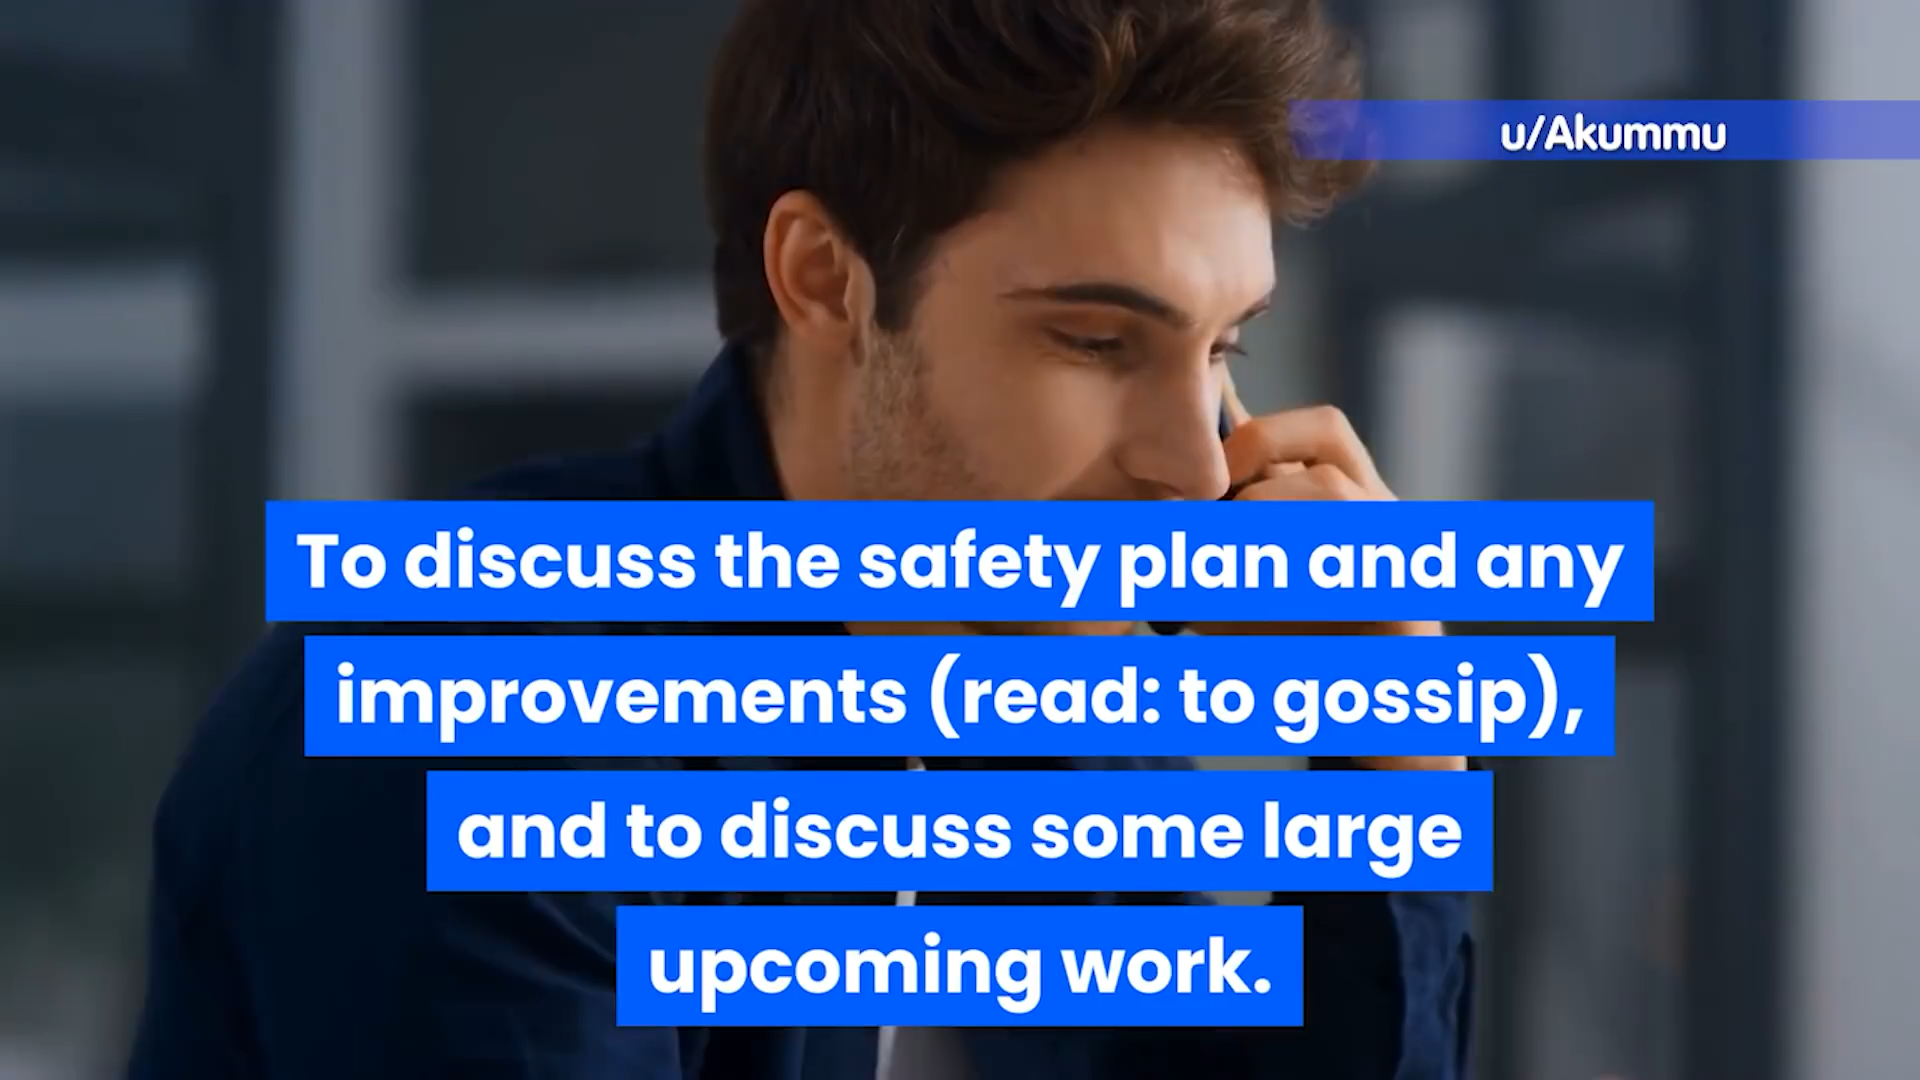 u/Akummu
To discuss the safety plan and any
improvements (read: to gossip),
and to discuss some large
upcoming work.